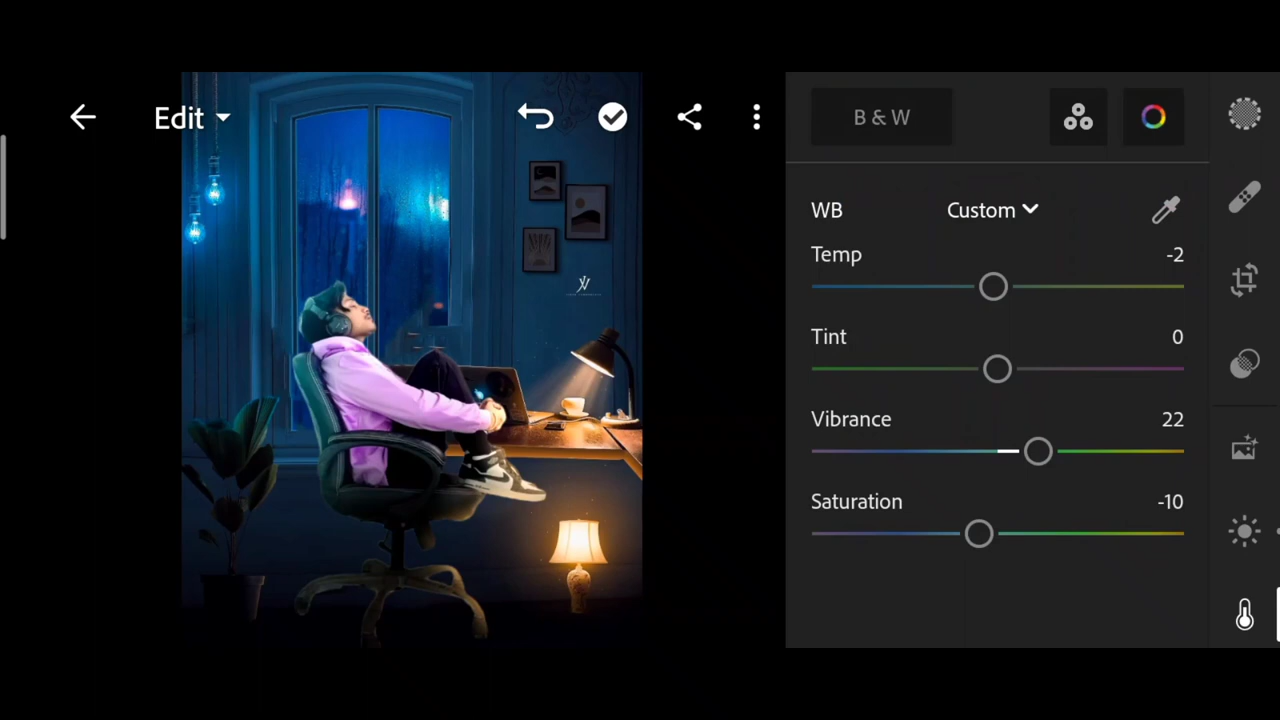 Edit
B & W
WB
Custom
Temp
-2
Tint
0
Vibrance
22
Saturation
-10